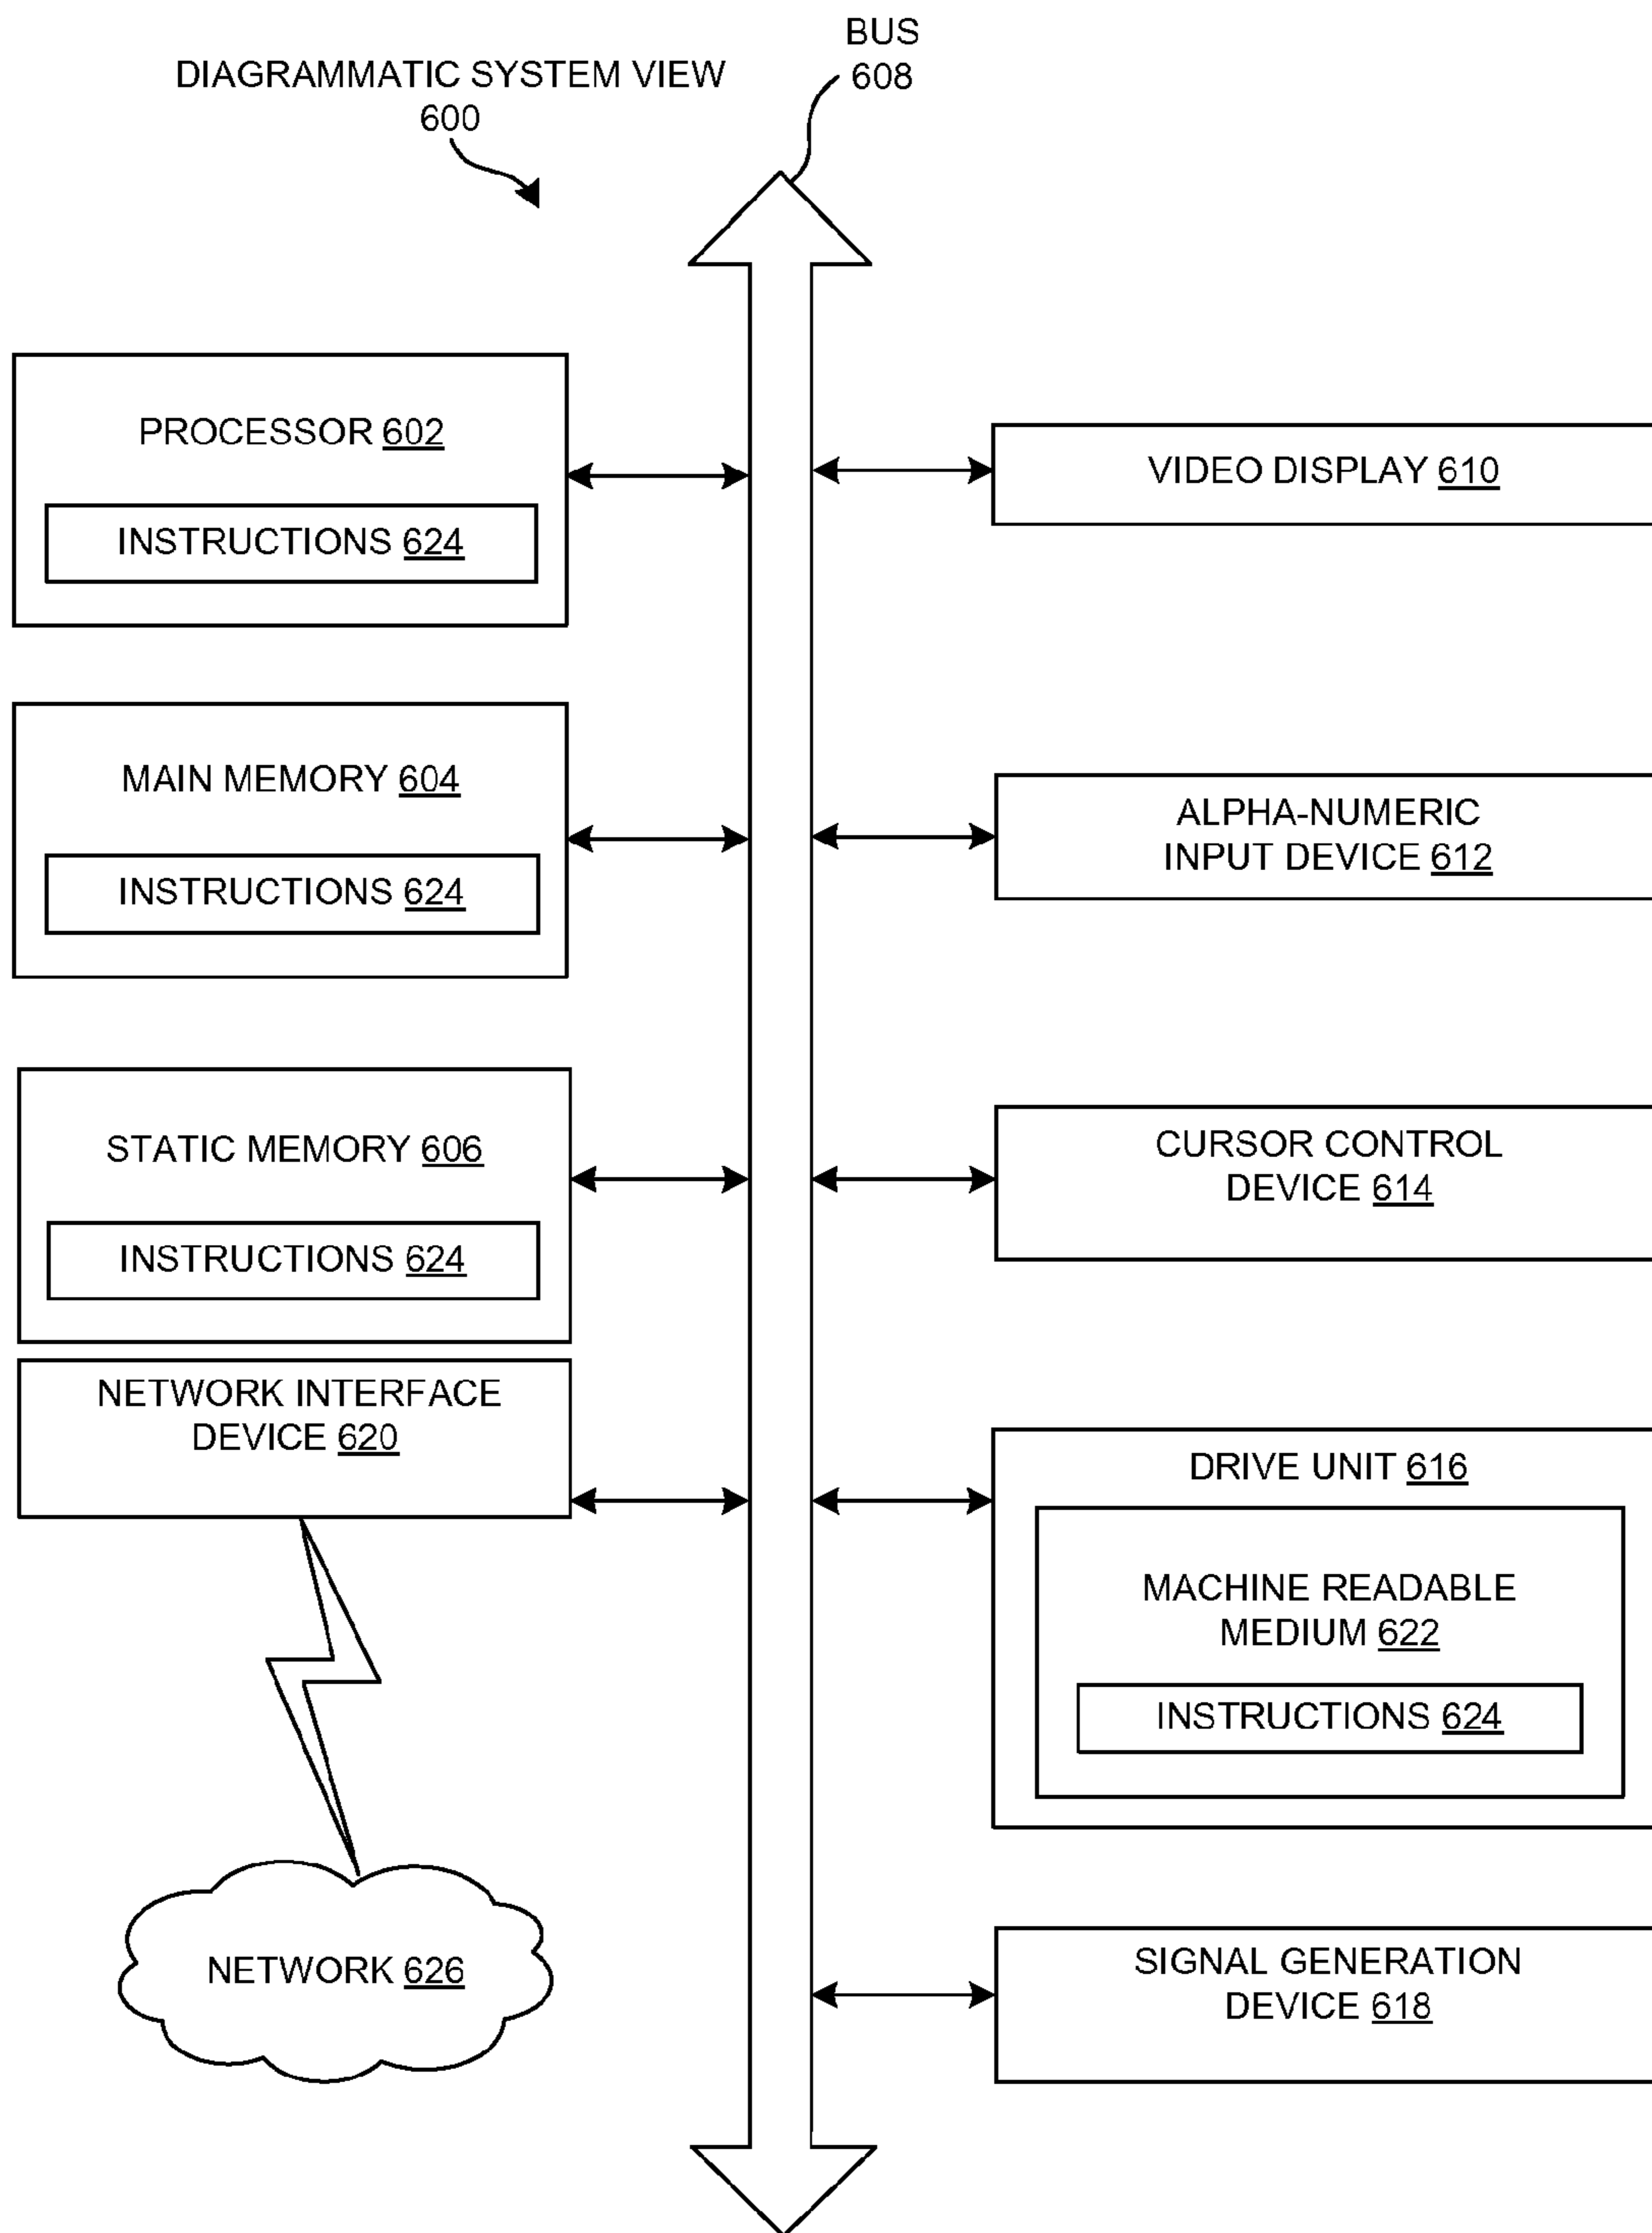 BUS
608
DIAGRAMMATIC SYSTEM VIEW
600
PROCESSOR 602
INSTRUCTIONS 624
MAIN MEMORY 604
INSTRUCTIONS 624
STATIC MEMORY 606
INSTRUCTIONS 624
NETWORK INTERFACE
DEVICE 620
NETWORK 626
VIDEO DISPLAY 610
ALPHA-NUMERIC
INPUT DEVICE 612
CURSOR CONTROL
DEVICE 614
DRIVE UNIT 616
MACHINE READABLE
MEDIUM 622
INSTRUCTIONS 624
SIGNAL GENERATION
DEVICE 618